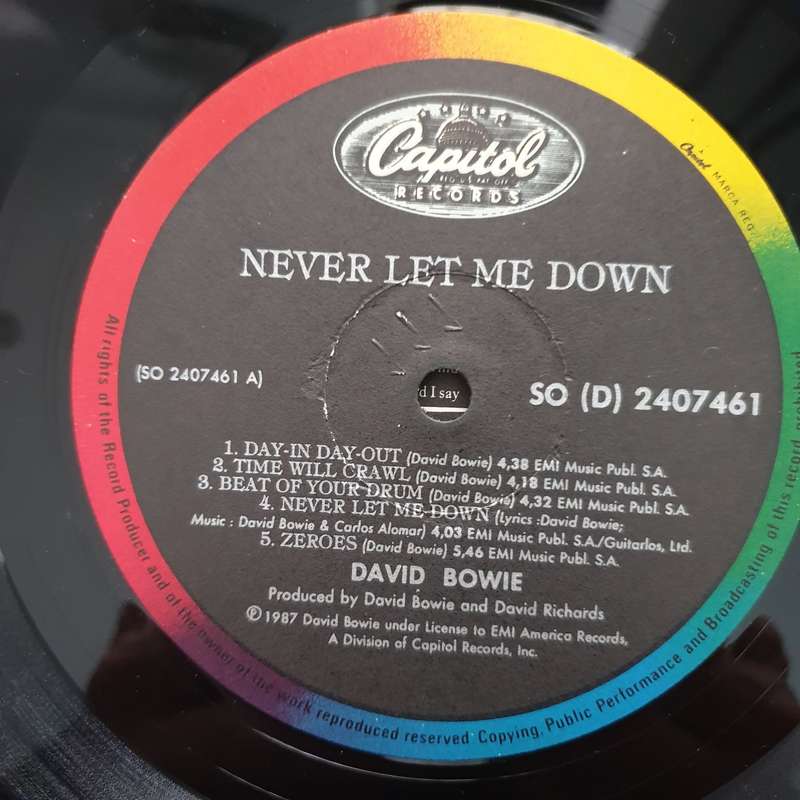 Capitol
REG. U.S. PAT. OFF.
RECORDS
Capitol MARCA REG.
NEVER LET ME DOWN
(SO 2407461 A)
SO (D) 2407461
d I say
1. DAY-IN DAY-OUT (David Bowie) 4,38 EMI Music Publ. S.A.
2. TIME WILL CRAWL (David Bowie) 4,18 EMI Music Publ. S.A.
3. BEAT OF YOUR DRUM (David Bowie) 4,32 EMI Music Publ. S.A.
4. NEVER LET ME DOWN (Lyrics :David Bowie;
Music : David Bowie & Carlos Alomar) 4,03 EMI Music Publ. S.A./Guitarlos, Ltd.
5. ZEROES (David Bowie) 5,46 EMI Music Publ. S.A.
DAVID BOWIE
Produced by David Bowie and David Richards
℗ 1987 David Bowie under License to EMI America Records,
A Division of Capitol Records, Inc.
All rights of the Record Producer and of the owner of the work reproduced reserved Copying, Public Performance and Broadcasting of this record prohibited